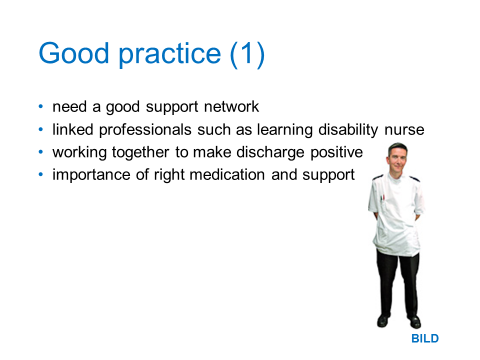 Good practice (1)
• need a good support network
• linked professionals such as learning disability nurse
• working together to make discharge positive
• importance of right medication and support
BILD